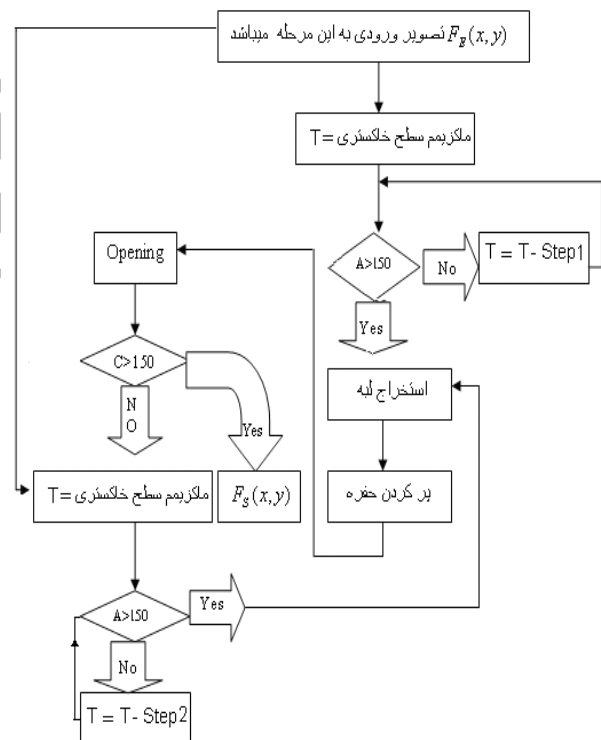 F_E(x,y) تصویر ورودی به این مرحله میباشد
ماکزیمم سطح خاکستری =T
A>150
No
T = T- Step1
Yes
استخراج لبه
پر کردن حفره
Opening
C>150
NO
Yes
F_S(x,y)
ماکزیمم سطح خاکستری =T
A>150
Yes
No
T = T- Step2